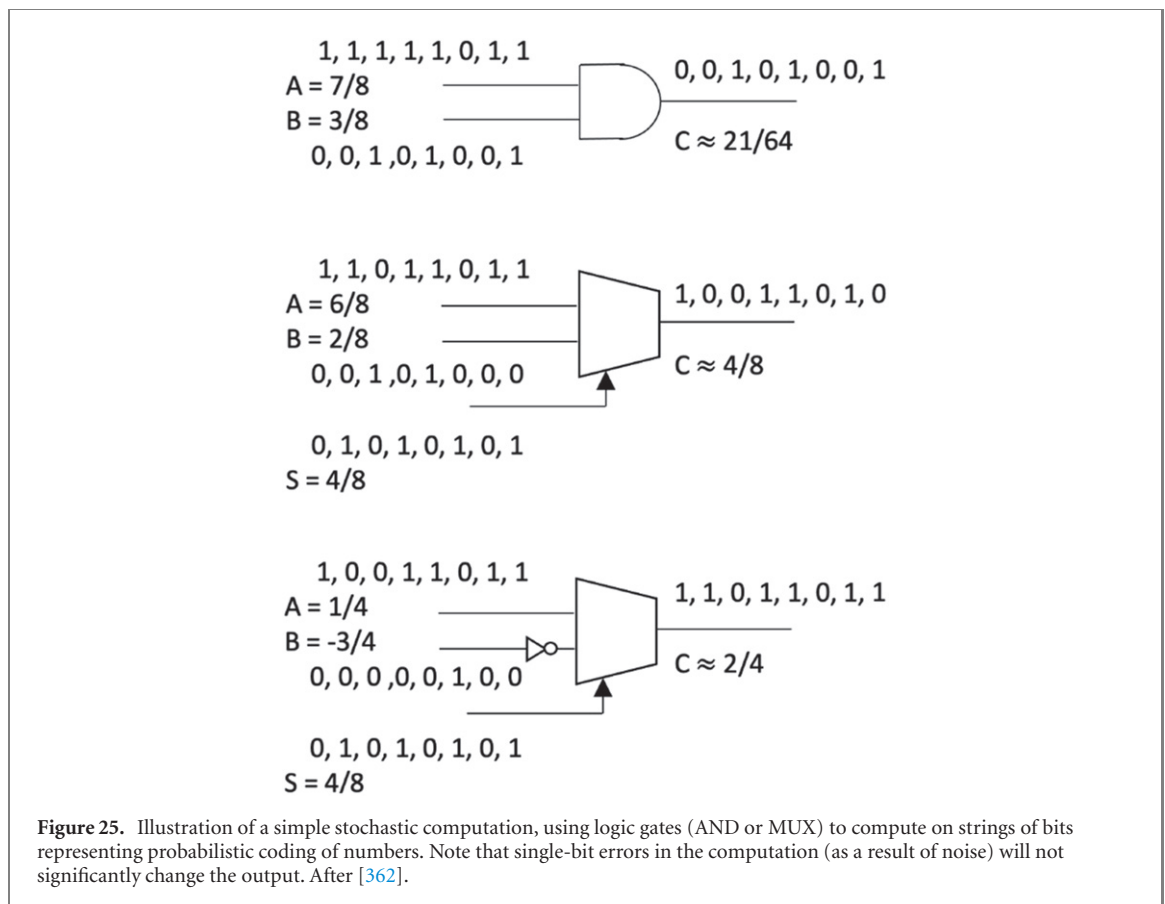 1, 1, 1, 1, 1, 0, 1, 1
A = 7/8
B = 3/8
0, 0, 1 ,0, 1, 0, 0, 1
0, 0, 1, 0, 1, 0, 0, 1
C ≈ 21/64
1, 1, 0, 1, 1, 0, 1, 1
A = 6/8
B = 2/8
0, 0, 1 ,0, 1, 0, 0, 0
1, 0, 0, 1, 1, 0, 1, 0
C ≈ 4/8
0, 1, 0, 1, 0, 1, 0, 1
S = 4/8
1, 0, 0, 1, 1, 0, 1, 1
A = 1/4
B = -3/4
0, 0, 0 ,0, 0, 1, 0, 0
1, 1, 0, 1, 1, 0, 1, 1
C ≈ 2/4
0, 1, 0, 1, 0, 1, 0, 1
S = 4/8
Figure 25. Illustration of a simple stochastic computation, using logic gates (AND or MUX) to compute on strings of bits
representing probabilistic coding of numbers. Note that single-bit errors in the computation (as a result of noise) will not
significantly change the output. After [362].